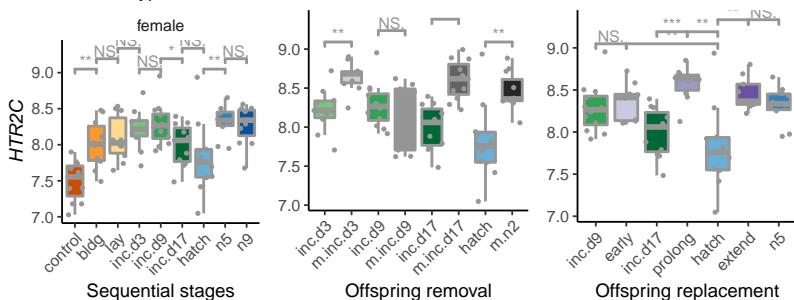 female
HTR2C
** NS. NS. NS. * NS. ** NS.
9.0
8.5
8.0
7.5
7.0
control bldg lay inc.d3 inc.d9 inc.d17 hatch n5 n9
Sequential stages
** NS. ** **
9.0
8.5
8.0
7.5
7.0
inc.d3 m.inc.d3 inc.d9 m.inc.d9 inc.d17 m.inc.d17 hatch m.n2
Offspring removal
NS. *** ** NS.
9.0
8.5
8.0
7.5
7.0
inc.d9 early inc.d17 prolong hatch extend n5
Offspring replacement